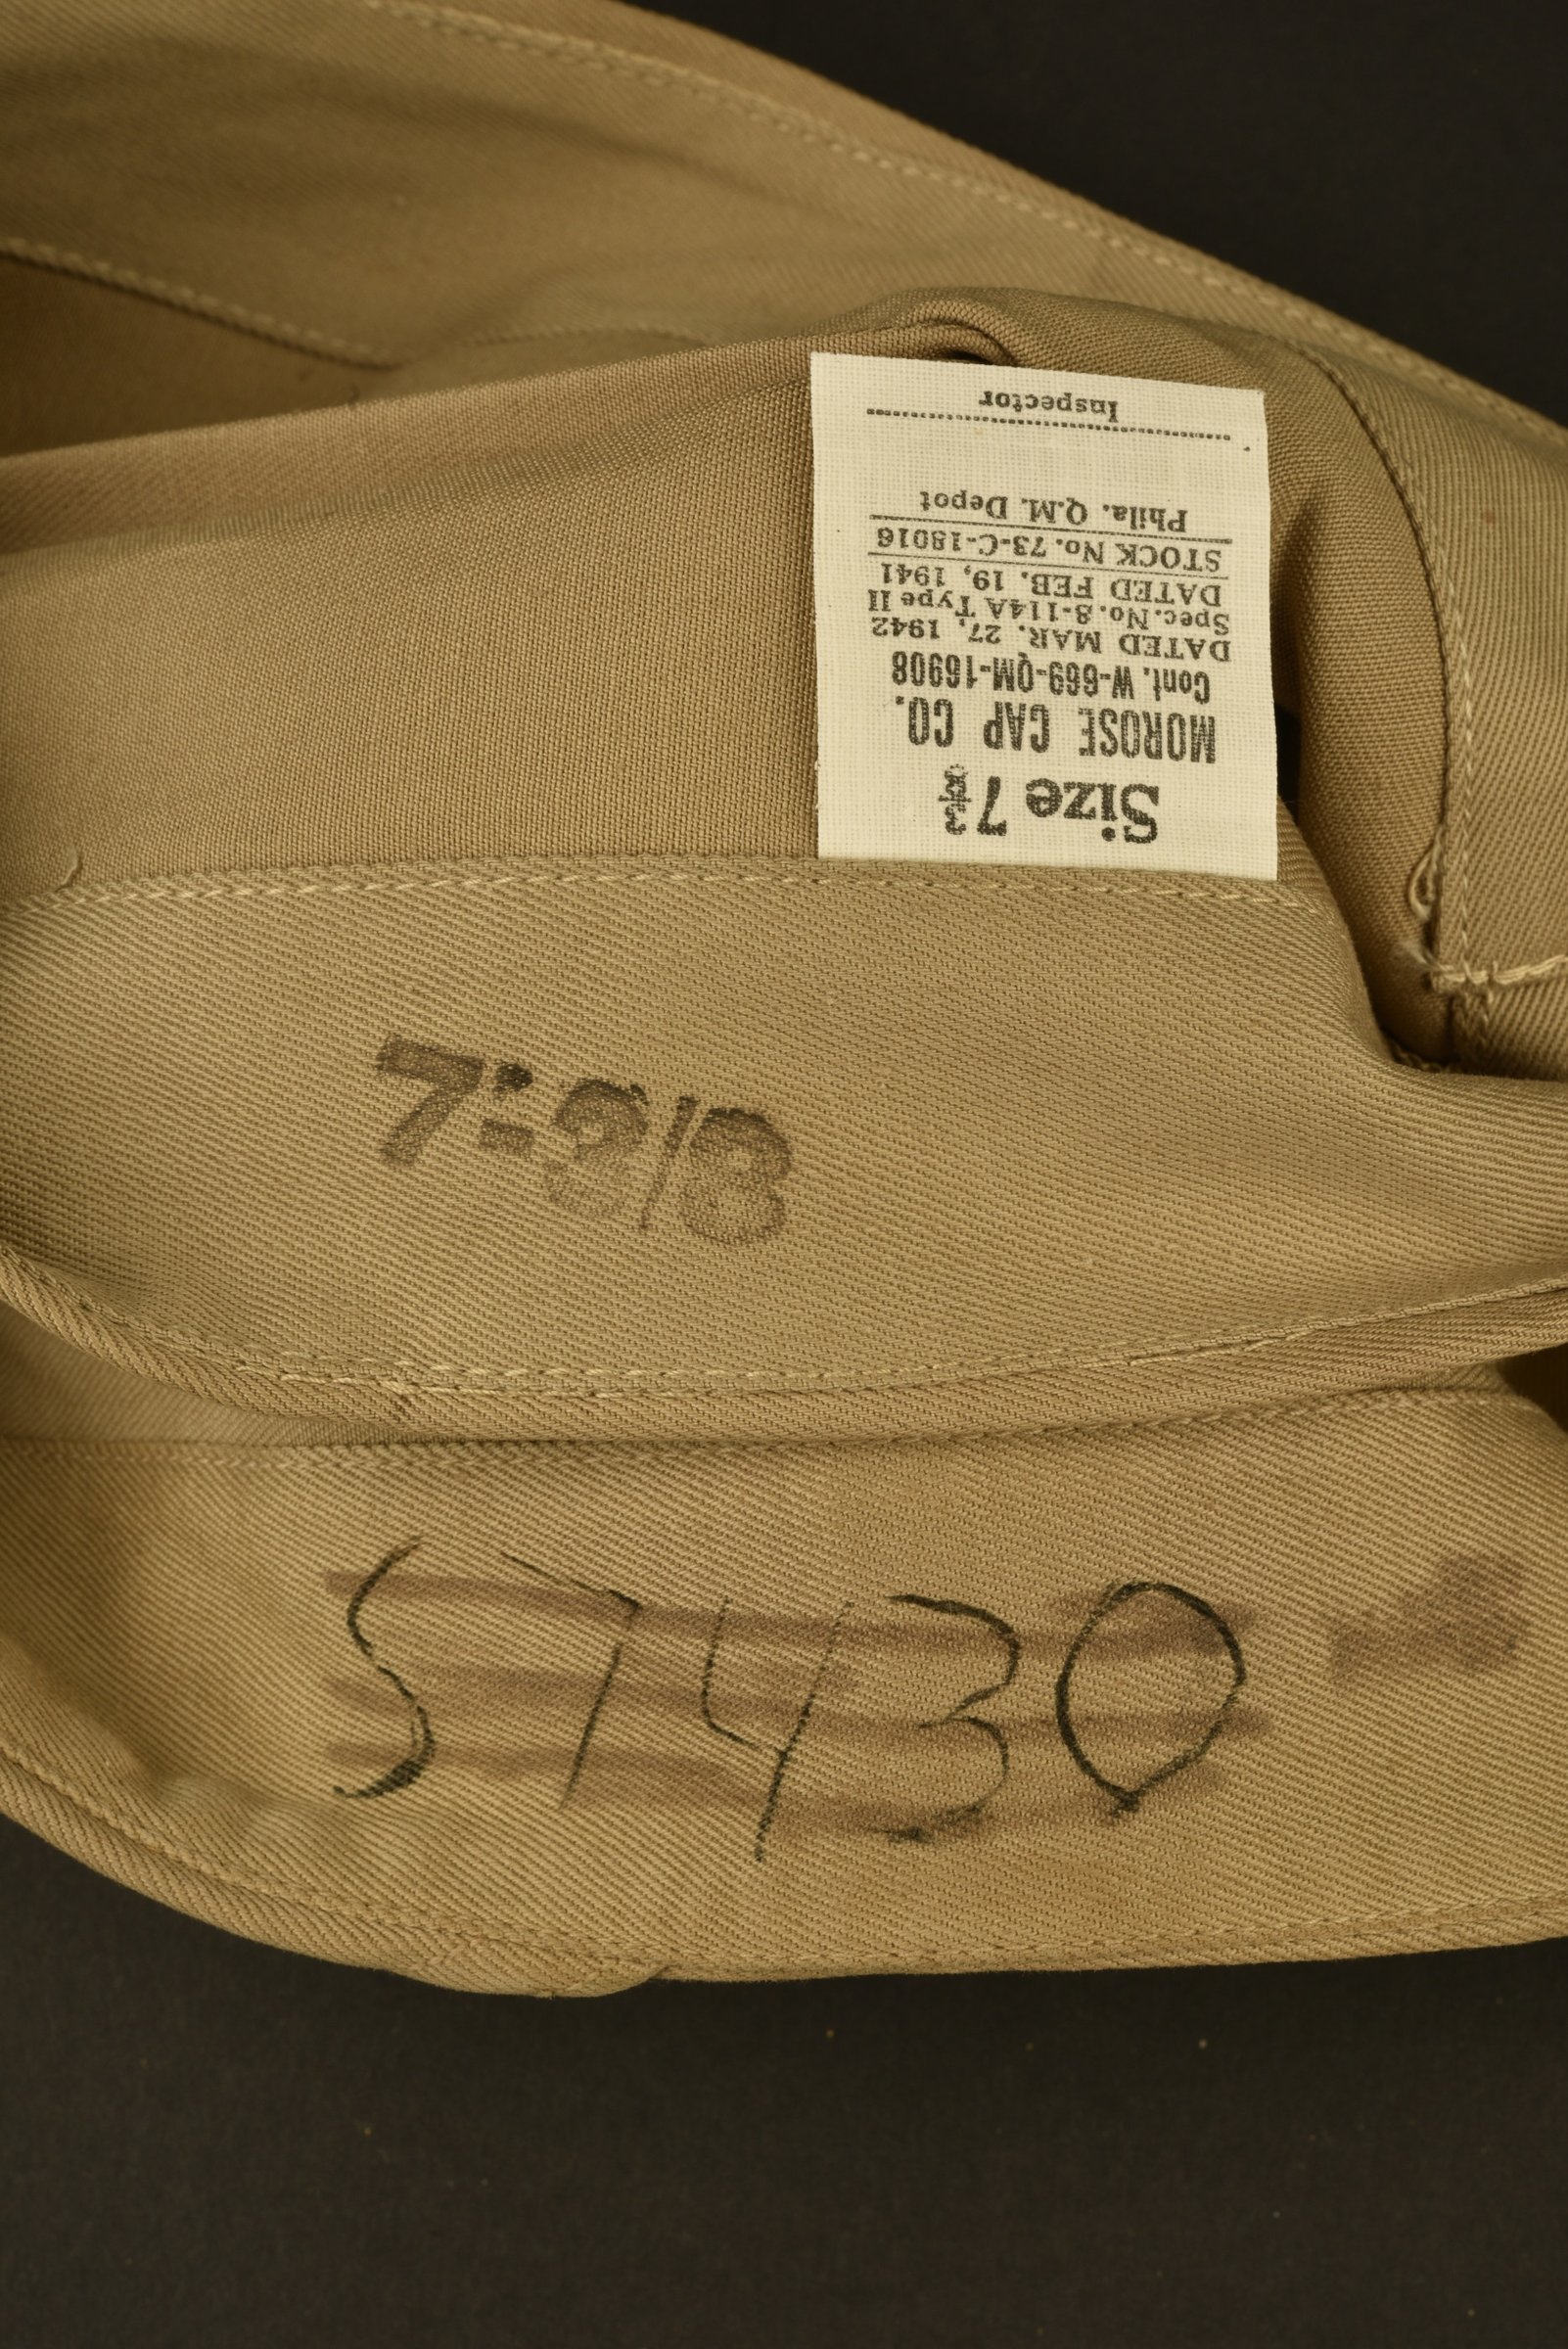 Size 7 3/8
MOROSE CAP CO.
Cont. W-669-QM-16908
DATED MAR. 27, 1942
Spec. No. 8-114A Type II
DATED FEB. 19, 1941
STOCK No. 73-C-18016
Phila. Q.M. Depot
Inspector
7-3/8
S7430